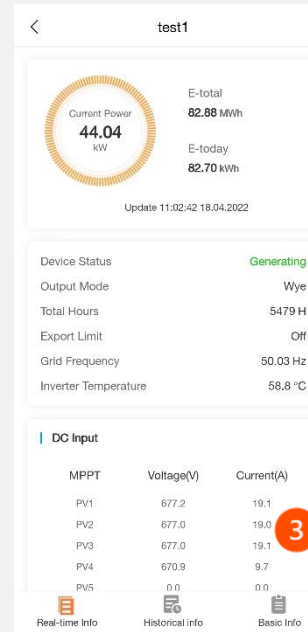 test1
Current Power
44.04
kW
E-total
82.88 MWh
E-today
82.70 kWh
Update 11:02:42 18.04.2022
Device Status Generating
Output Mode Wye
Total Hours 5479 H
Export Limit Off
Grid Frequency 50.03 Hz
Inverter Temperature 58.8 °C
DC Input
MPPT Voltage(V) Current(A)
PV1 677.2 19.1
PV2 677.0 19.0
PV3 677.0 19.1
3
PV4 670.9 9.7
PV5 0.0 0.0
Real-time Info Historical info Basic Info